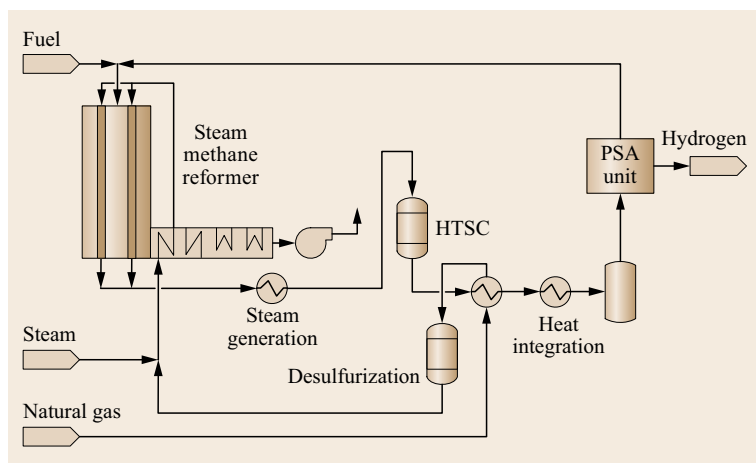 Fuel
Steam
methane
reformer
PSA
unit
Hydrogen
HTSC
Steam
generation
Heat
integration
Steam
Desulfurization
Natural gas